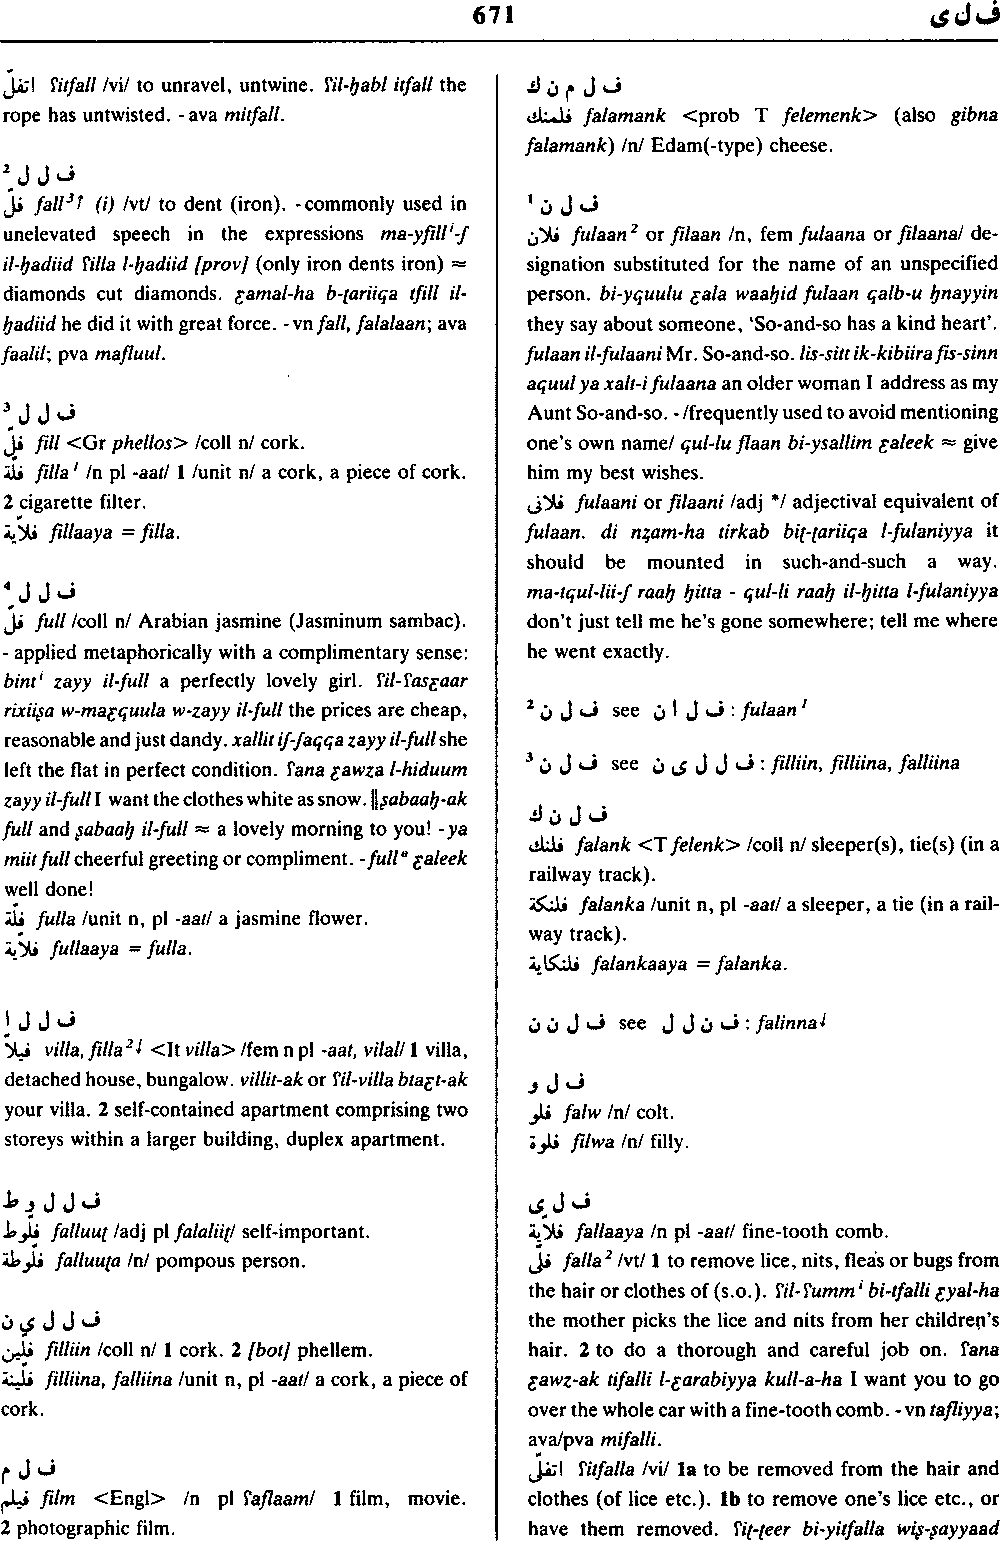 671
ف ل ى
اتفلّ ʕitfall /vi/ to unravel, untwine. ʕil-ḥabl itfall the
rope has untwisted. -ava mitfall.
ف ل ل ²
فلّ fall³↑ (i) /vt/ to dent (iron). -commonly used in
unelevated speech in the expressions ma-yfillⁱ-ʃ
il-ḥadiid ʕilla l-ḥadiid [prov] (only iron dents iron) ≈
diamonds cut diamonds. ɛamal-ha b-ṭariiqa tfill il-
ḥadiid he did it with great force. -vn fall, falalaan; ava
faalil; pva mafluul.
ف ل ل ³
فلّ fill <Gr phellos> /coll n/ cork.
فلّة filla¹ /n pl -aat/ 1 /unit n/ a cork, a piece of cork.
2 cigarette filter.
فلّاية fillaaya = filla.
ف ل ل ⁴
فلّ full /coll n/ Arabian jasmine (Jasminum sambac).
- applied metaphorically with a complimentary sense:
bintⁱ zayy il-full a perfectly lovely girl. ʕil-ʕasɛaar
rixiiṣa w-maɛquula w-zayy il-full the prices are cheap,
reasonable and just dandy. xallit iʃ-ʃaqqa zayy il-full she
left the flat in perfect condition. ʕana ɛawza l-hiduum
zayy il-full I want the clothes white as snow. ‖ṣabaaḥ-ak
full and ṣabaaḥ il-full ≈ a lovely morning to you! -ya
miit full cheerful greeting or compliment. -fullᵘ ɛaleek
well done!
فلّة fulla /unit n, pl -aat/ a jasmine flower.
فلّاية fullaaya = fulla.
ف ل ل ا
فيلّا villa, filla²↓ <It villa> /fem n pl -aat, vilal/ 1 villa,
detached house, bungalow. villit-ak or ʕil-villa btaɛt-ak
your villa. 2 self-contained apartment comprising two
storeys within a larger building, duplex apartment.
ف ل ل و ط
فلّوط falluuṭ /adj pl falaliiṭ/ self-important.
فلّوطة falluuṭa /n/ pompous person.
ف ل ل ي ن
فلّين filliin /coll n/ 1 cork. 2 [bot] phellem.
فلّينة filliina, falliina /unit n, pl -aat/ a cork, a piece of
cork.
ف ل م
فيلم film <Engl> /n pl ʕaflaam/ 1 film, movie.
2 photographic film.
ف ل م ن ك
فلمنك falamank <prob T felemenk> (also gibna
falamank) /n/ Edam(-type) cheese.
ف ل ن ¹
فلان fulaan² or filaan /n, fem fulaana or filaana/ de-
signation substituted for the name of an unspecified
person. bi-yquulu ɛala waaḥid fulaan qalb-u ḥnayyin
they say about someone, ‘So-and-so has a kind heart’.
fulaan il-fulaani Mr. So-and-so. lis-sitt ik-kibiira fis-sinn
aquul ya xalt-i fulaana an older woman I address as my
Aunt So-and-so. -/frequently used to avoid mentioning
one's own name/ qul-lu flaan bi-ysallim ɛaleek ≈ give
him my best wishes.
فلانى fulaani or filaani /adj */ adjectival equivalent of
fulaan. di nẓam-ha tirkab biṭ-ṭariiqa l-fulaniyya it
should be mounted in such-and-such a way.
ma-tqul-lii-ʃ raaḥ ḥitta - qul-li raaḥ il-ḥitta l-fulaniyya
don't just tell me he's gone somewhere; tell me where
he went exactly.
ف ل ن ² see ف ل ا ن : fulaan¹
ف ل ن ³ see ف ل ل ي ن : filliin, filliina, falliina
ف ل ن ك
فلنك falank <T felenk> /coll n/ sleeper(s), tie(s) (in a
railway track).
فلنكة falanka /unit n, pl -aat/ a sleeper, a tie (in a rail-
way track).
فلنكاية falankaaya = falanka.
ف ل ن ن see ف ن ل ل : falinna↓
ف ل و
فلو falw /n/ colt.
فلوة filwa /n/ filly.
ف ل ي
فلّاية fallaaya /n pl -aat/ fine-tooth comb.
فلّى falla² /vt/ 1 to remove lice, nits, fleas or bugs from
the hair or clothes of (s.o.). ʕil-ʕummⁱ bi-tfalli ɛyal-ha
the mother picks the lice and nits from her children's
hair. 2 to do a thorough and careful job on. ʕana
ɛawz-ak tifalli l-ɛarabiyya kull-a-ha I want you to go
over the whole car with a fine-tooth comb. -vn tafliyya;
ava/pva mifalli.
اتفلّى ʕitfalla /vi/ 1a to be removed from the hair and
clothes (of lice etc.). 1b to remove one's lice etc., or
have them removed. ʕiṭ-ṭeer bi-yitfalla wiṣ-ṣayyaad